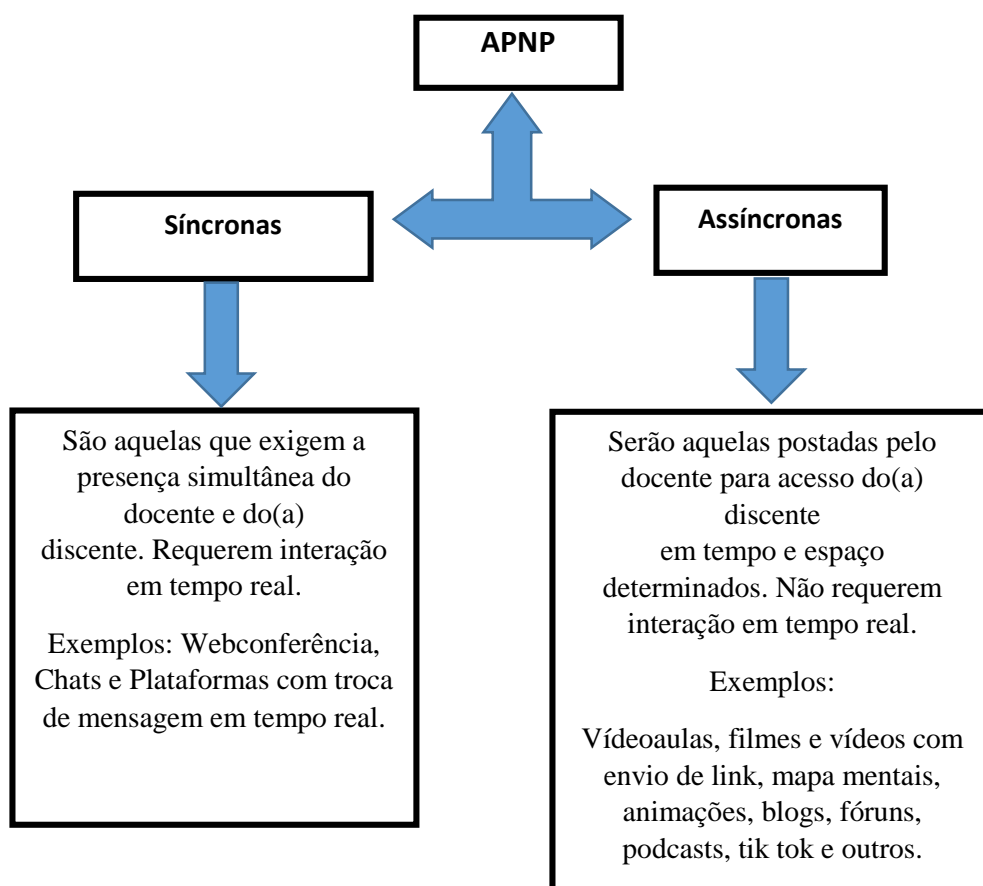 APNP
Síncronas
Assíncronas
São aquelas que exigem a
presença simultânea do
docente e do(a)
discente. Requerem interação
em tempo real.
Exemplos: Webconferência,
Chats e Plataformas com troca
de mensagem em tempo real.
Serão aquelas postadas pelo
docente para acesso do(a)
discente
em tempo e espaço
determinados. Não requerem
interação em tempo real.
Exemplos:
Vídeoaulas, filmes e vídeos com
envio de link, mapa mentais,
animações, blogs, fóruns,
podcasts, tik tok e outros.